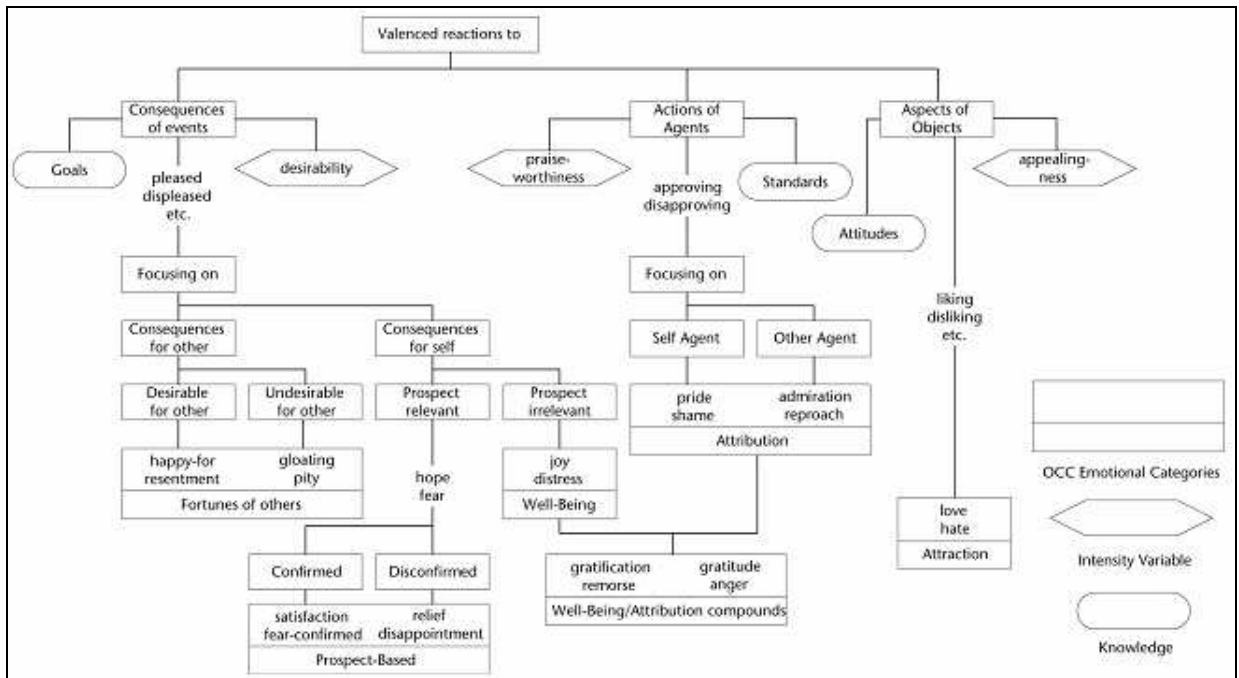 Valenced reactions to
Consequences
of events
Actions of
Agents
Aspects of
Objects
Goals
desirability
praise-
worthiness
Standards
Attitudes
appealing-
ness
pleased
displeased
etc.
approving
disapproving
liking
disliking
etc.
Focusing on
Focusing on
Consequences
for other
Consequences
for self
Self Agent
Other Agent
Desirable
for other
Undesirable
for other
Prospect
relevant
Prospect
irrelevant
pride
shame
admiration
reproach
Attribution
happy-for
resentment
gloating
pity
Fortunes of others
hope
fear
joy
distress
Well-Being
love
hate
Attraction
Confirmed
Disconfirmed
satisfaction
fear-confirmed
relief
disappointment
Prospect-Based
gratification
remorse
gratitude
anger
Well-Being/Attribution compounds
OCC Emotional Categories
Intensity Variable
Knowledge